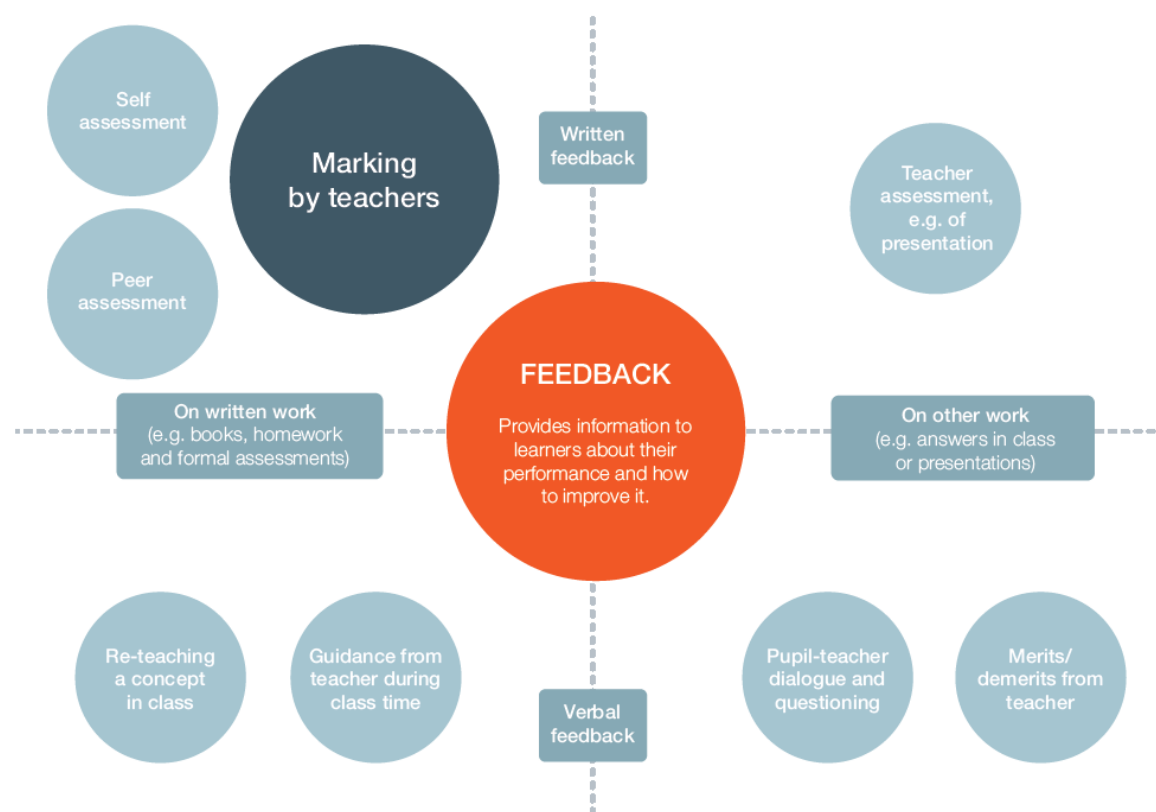 Self
assessment
Marking
by teachers
Written
feedback
Teacher
assessment,
e.g. of
presentation
Peer
assessment
FEEDBACK
Provides information to
learners about their
performance and how
to improve it.
On written work
(e.g. books, homework
and formal assessments)
On other work
(e.g. answers in class
or presentations)
Re-teaching
a concept
in class
Guidance from
teacher during
class time
Verbal
feedback
Pupil-teacher
dialogue and
questioning
Merits/
demerits from
teacher